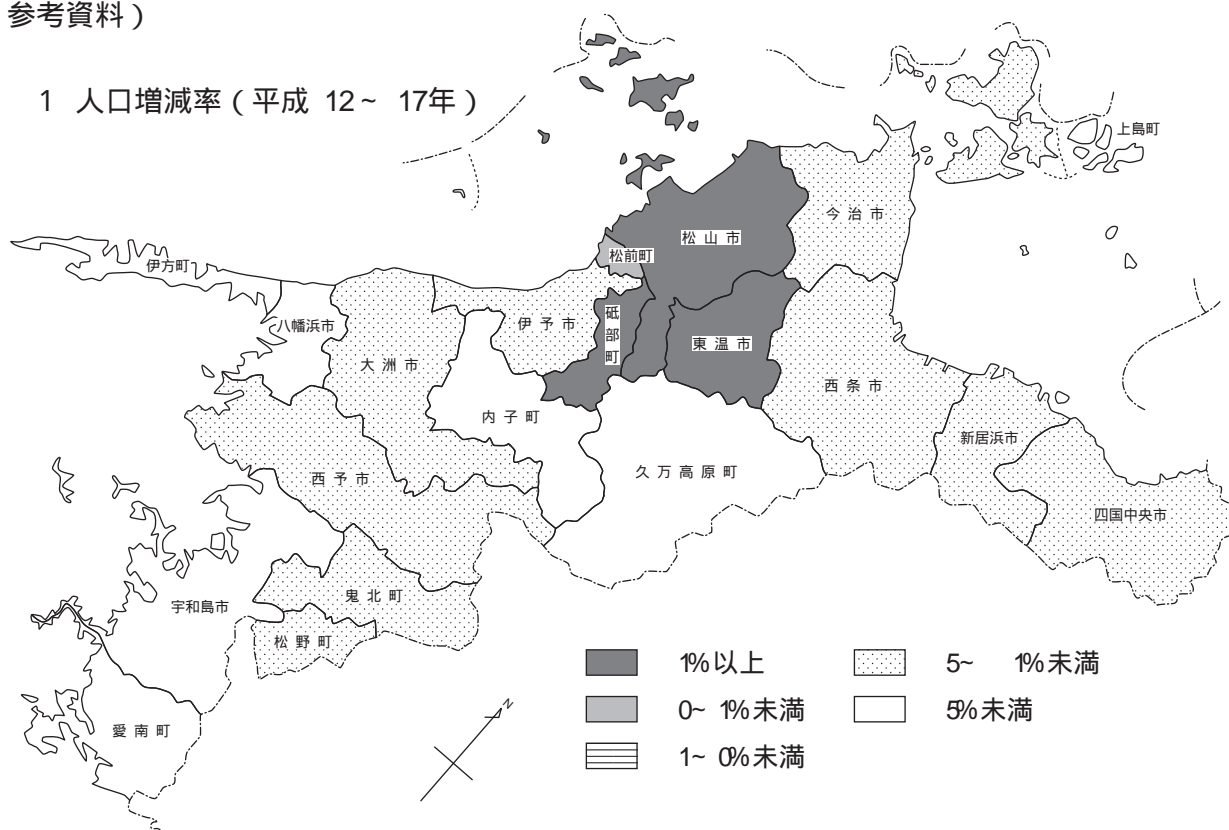 参考資料）
1 人口増減率（平成 12～ 17年）
上島町
今治市
松山市
松前町
伊方町
八幡浜市
伊予市
砥部町
東温市
大洲市
西条市
内子町
新居浜市
久万高原町
西予市
四国中央市
鬼北町
宇和島市
松野町
愛南町
N
1%以上
5～ 1%未満
0～ 1%未満
5%未満
1～ 0%未満